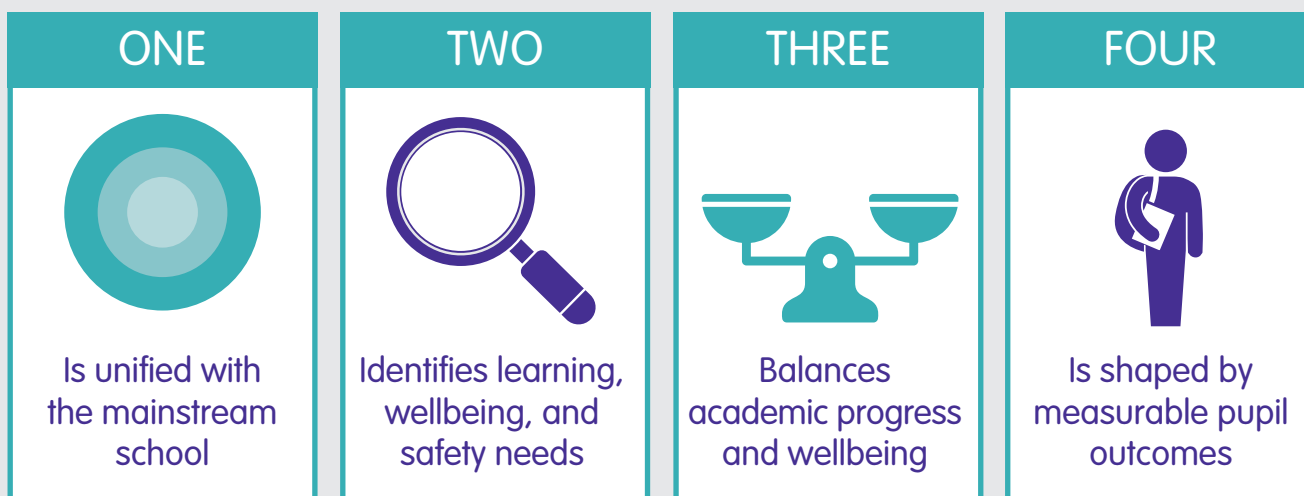 ONE
Is unified with
the mainstream
school
TWO
Identifies learning,
wellbeing, and
safety needs
THREE
Balances
academic progress
and wellbeing
FOUR
Is shaped by
measurable pupil
outcomes